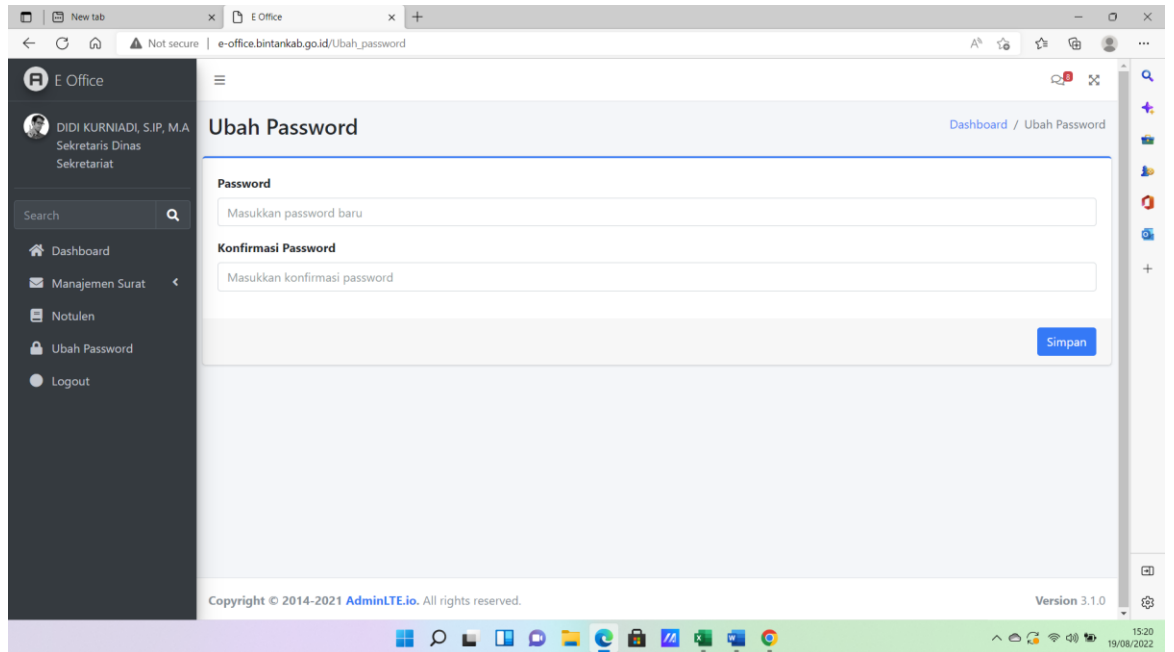 New tab
E Office
Not secure | e-office.bintankab.go.id/Ubah_password
E Office
8
DIDI KURNIADI, S.IP, M.A
Sekretaris Dinas
Sekretariat
Search
Dashboard
Manajemen Surat
Notulen
Ubah Password
Logout
Ubah Password
Dashboard / Ubah Password
Password
Masukkan password baru
Konfirmasi Password
Masukkan konfirmasi password
Simpan
Copyright © 2014-2021 AdminLTE.io. All rights reserved.
Version 3.1.0
15:20
19/08/2022